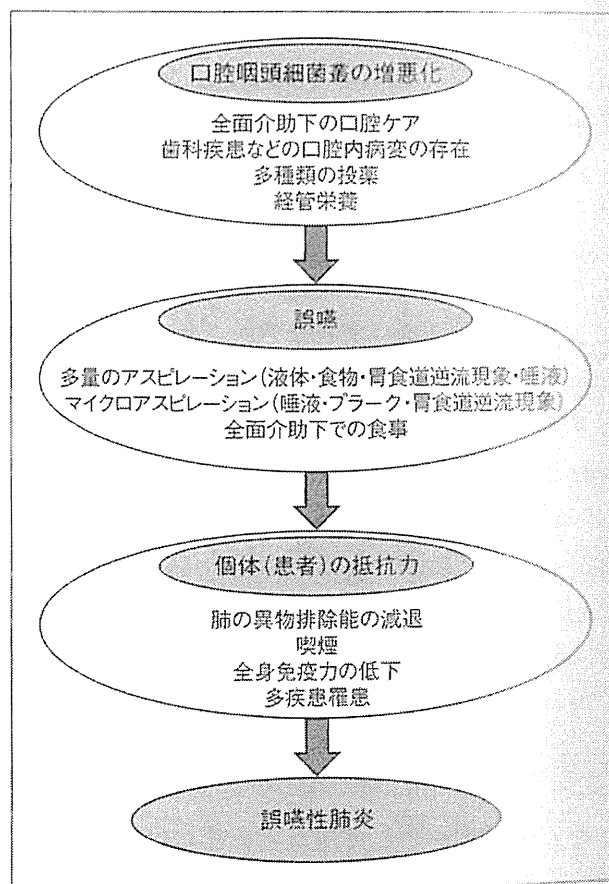 口腔咽頭細菌叢の増悪化
全面介助下の口腔ケア
歯科疾患などの口腔内病変の存在
多種類の投薬
経管栄養
誤嚥
多量のアスピレーション(液体・食物・胃食道逆流現象・唾液)
マイクロアスピレーション(唾液・プラーク・胃食道逆流現象)
全面介助下での食事
個体(患者)の抵抗力
肺の異物排除能の減退
喫煙
全身免疫力の低下
多疾患罹患
誤嚥性肺炎